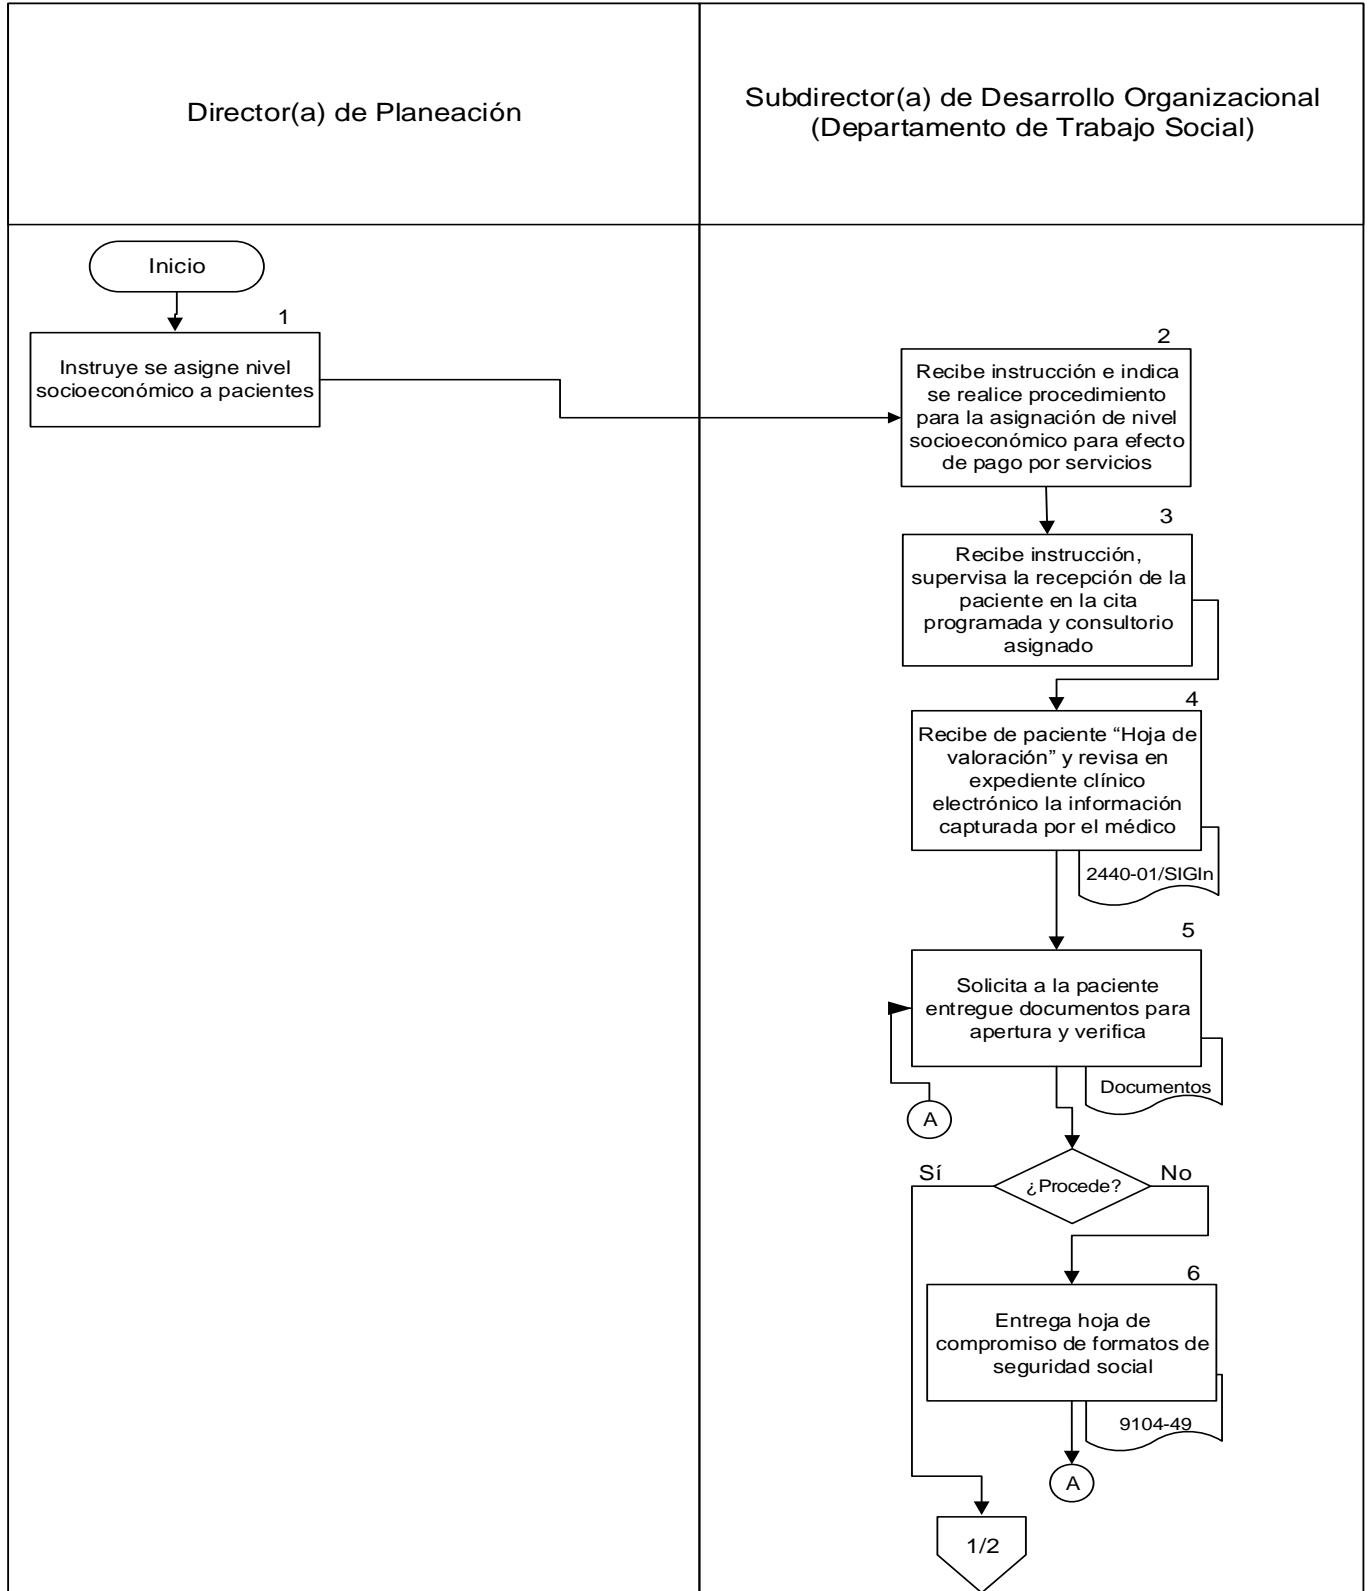 Director(a) de Planeación
Subdirector(a) de Desarrollo Organizacional
(Departamento de Trabajo Social)
Inicio
1
Instruye se asigne nivel
socioeconómico a pacientes
2
Recibe instrucción e indica
se realice procedimiento
para la asignación de nivel
socioeconómico para efecto
de pago por servicios
3
Recibe instrucción,
supervisa la recepción de la
paciente en la cita
programada y consultorio
asignado
4
Recibe de paciente “Hoja de
valoración” y revisa en
expediente clínico
electrónico la información
capturada por el médico
2440-01/SIGIn
5
Solicita a la paciente
entregue documentos para
apertura y verifica
Documentos
A
¿Procede?
Sí
No
6
Entrega hoja de
compromiso de formatos de
seguridad social
9104-49
A
1/2